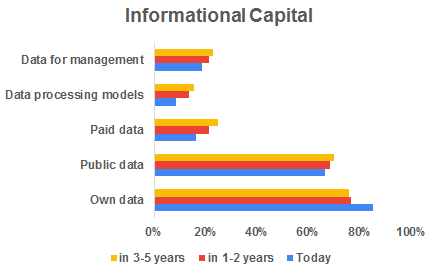 Informational Capital
Data for management
Data processing models
Paid data
Public data
Own data
0% 20% 40% 60% 80% 100%
in 3-5 years in 1-2 years Today